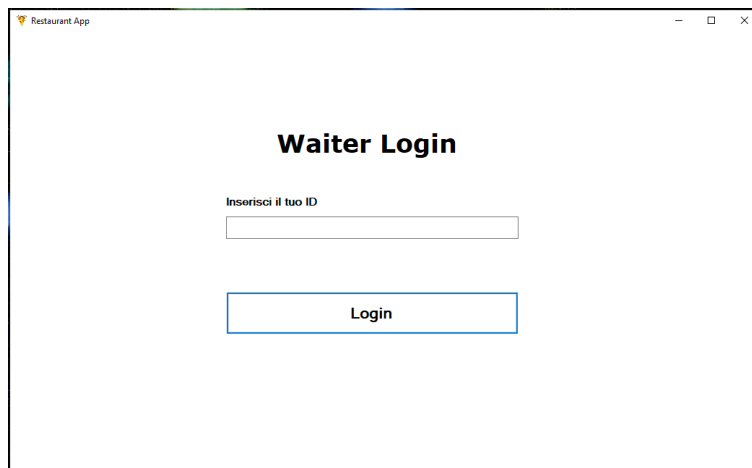 Restaurant App
Waiter Login
Inserisci il tuo ID
Login